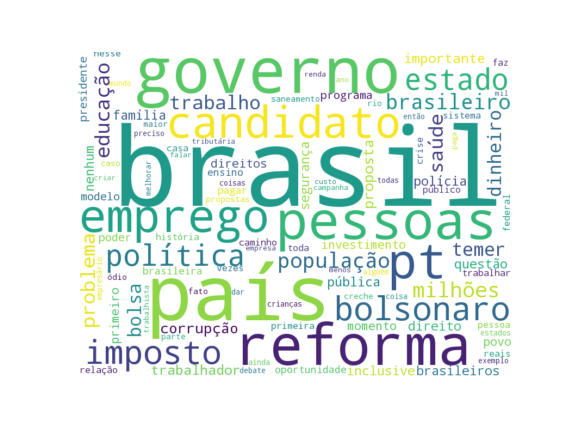 nesse
governo
importante
faz
presidente
educação
mundo
renda
ano
estado
trabalho
saneamento
programa
rio
brasileiro
mil
família
candidato
maior
preciso
tributária
então
sistema
nenhum
caso
casa
falar
brasil
crise
saúde
dinheiro
criar
melhorar
direitos
ensino
coisas
segurança
proposta
todas
polícia
público
modelo
pagar
propostas
custo
campanha
federal
emprego
pessoas
poder
história
caminho
toda
investimento
temer
política
empresa
população
pt
questão
problema
empresário
ódio
brasileira
vezes
menos
alguém
pública
trabalhar
país
fato
dar
crianças
creche
coisa
milhões
primeiro
bolsa
trabalhista
bolsonaro
corrupção
primeira
momento
direito
pessoa
estados
parte
reforma
povo
imposto
ainda
debate
reais
relação
trabalhador
oportunidade
inclusive
brasileiros
exemplo